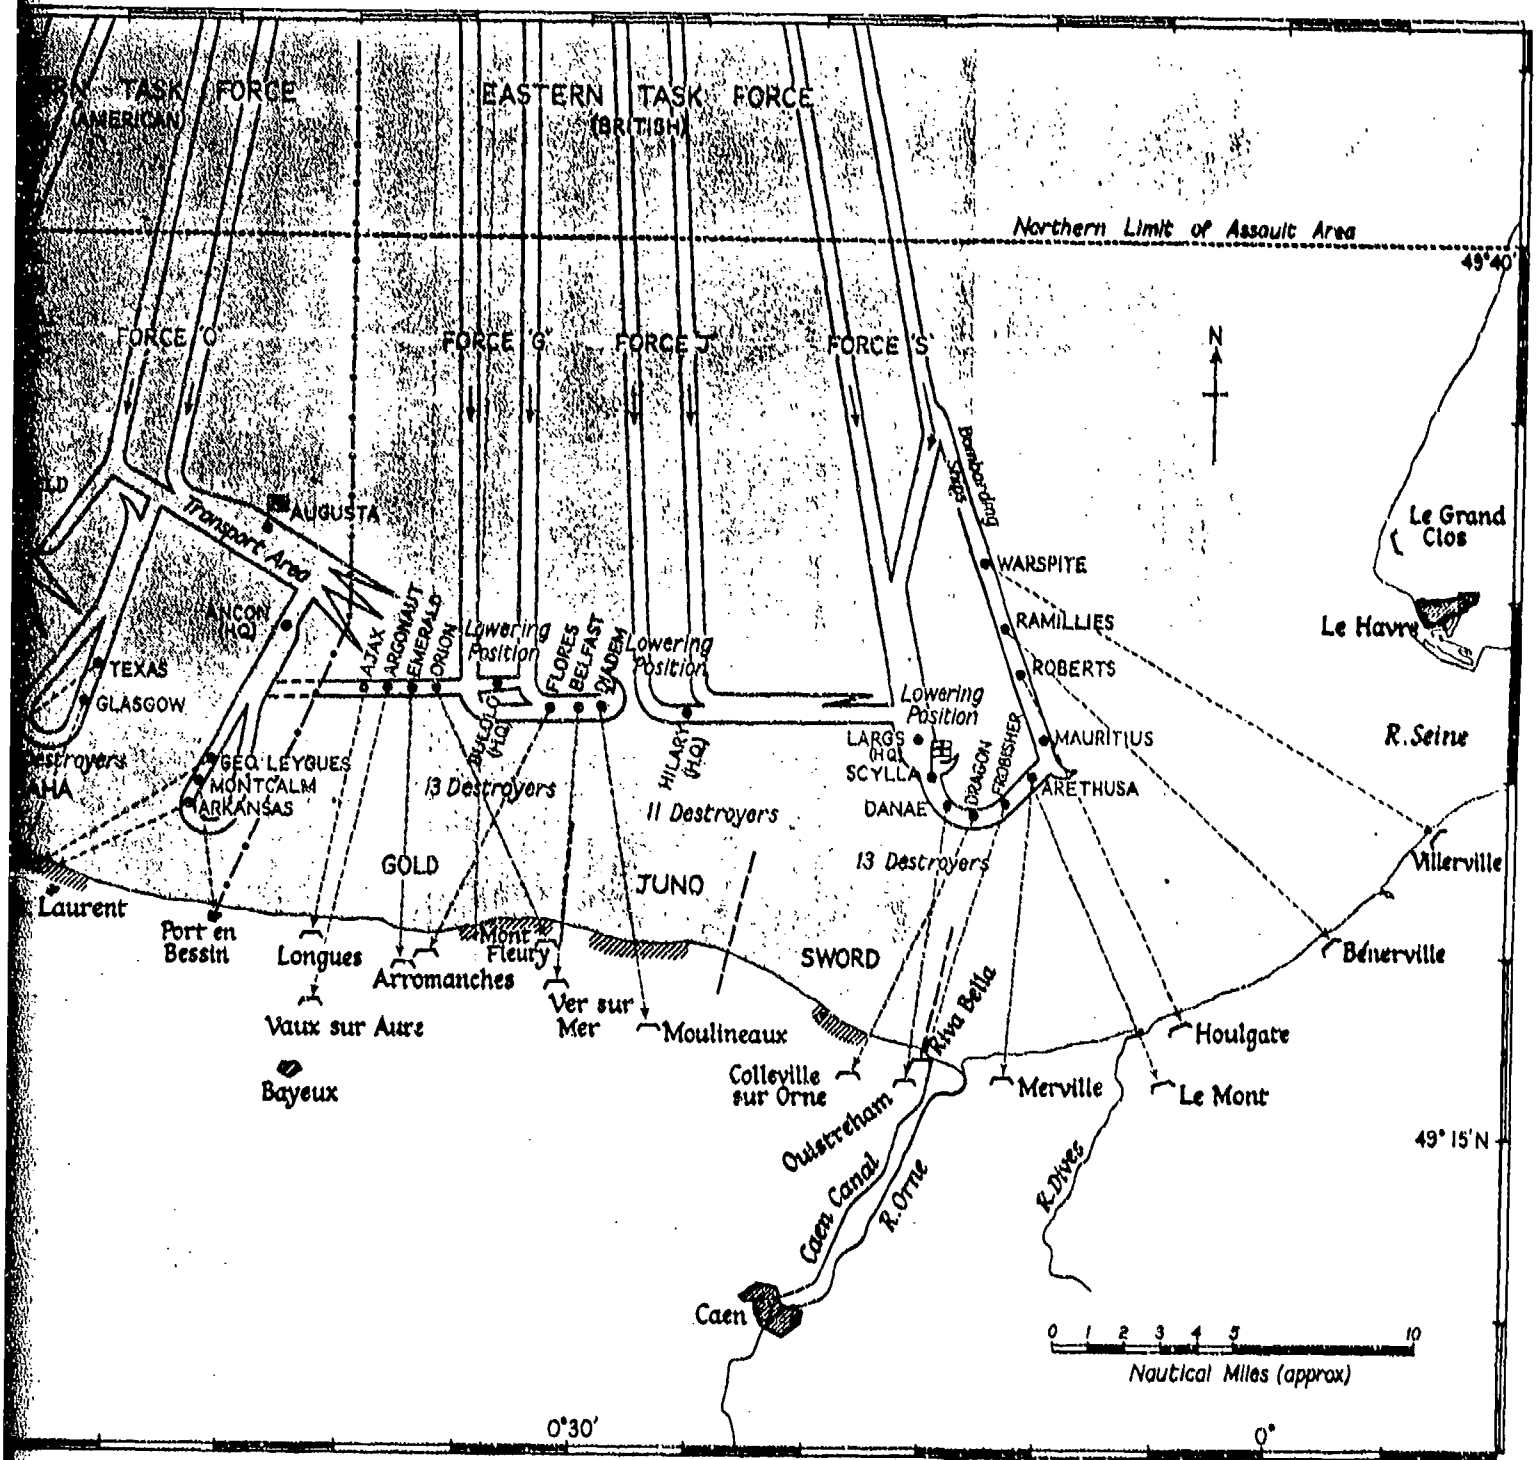 TASK FORCE
(AMERICAN)
EASTERN TASK FORCE
(BRITISH)
Northern Limit of Assault Area
49°40'
FORCE 'O'
FORCE 'G'
FORCE 'J'
FORCE 'S'
N
Bombarding
Ships
Transport Area
AUGUSTA
ANCON
(H.Q)
TEXAS
GLASGOW
GEO. LEYGUES
MONTCALM
ARKANSAS
AJAX
ARGONAUT
EMERALD
ORION
Lowering
Position
BULOLO
(H.Q)
FLORES
BELFAST
DIADEM
Lowering
Position
HILARY
(H.Q)
WARSPITE
RAMILLIES
ROBERTS
MAURITIUS
ARETHUSA
Lowering
Position
LARGS
(H.Q)
SCYLLA
DANAE
DRAGON
FROBISHER
Le Grand
Clos
Le Havre
R. Seine
Destroyers
13 Destroyers
11 Destroyers
13 Destroyers
GOLD
JUNO
SWORD
Laurent
Port en
Bessin
Longues
Vaux sur Aure
Bayeux
Arromanches
Mont
Fleury
Ver sur
Mer
Moulineaux
Colleville
sur Orne
Ouistreham
Riva Bella
Merville
Le Mont
Houlgate
Bénerville
Villerville
Caen Canal
R. Orne
R. Dives
Caen
49°15'N
0 1 2 3 4 5 10
Nautical Miles (approx)
0°30'
0°